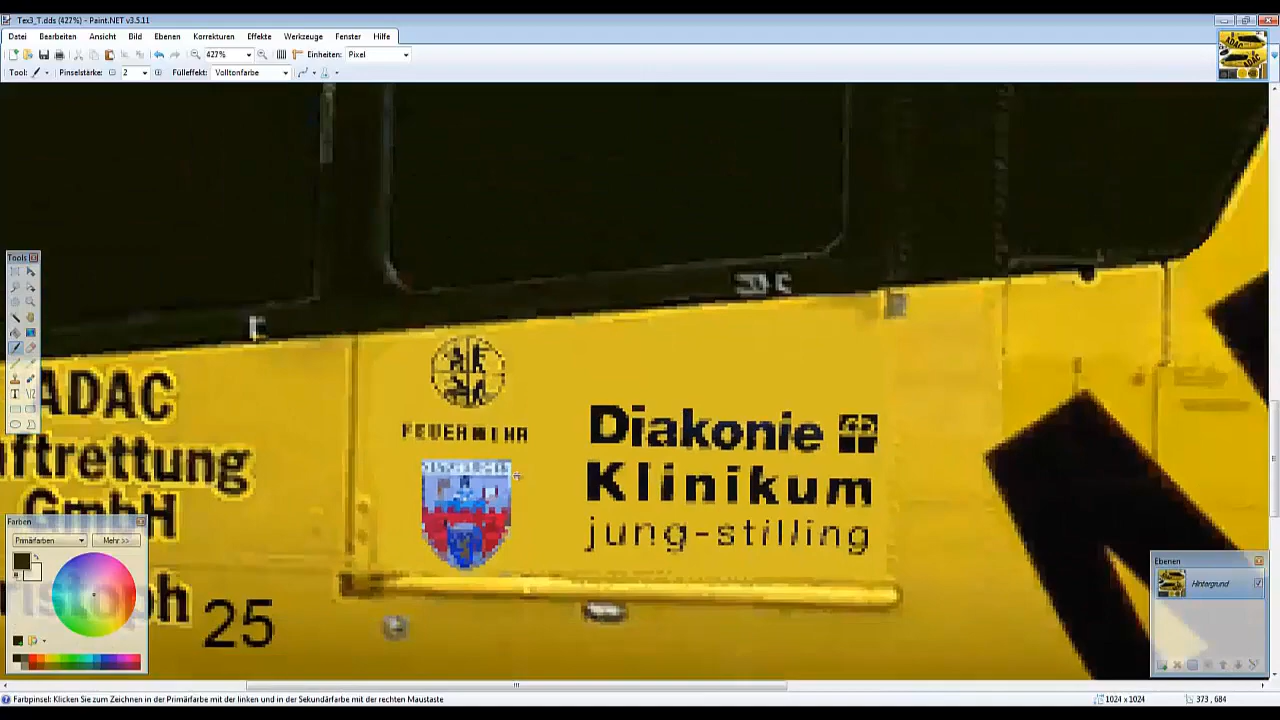 Tex3_T.dds (427%) - Paint.NET v3.5.11
Datei Bearbeiten Ansicht Bild Ebenen Korrekturen Effekte Werkzeuge Fenster Hilfe
427% Einheiten: Pixel
Tool: Pinselstärke: 2 Fülleffekt: Volltonfarbe
Tools
ADAC
uftrettung
GmbH
25
FEUERWEHR
Diakonie
Klinikum
jung-stilling
Farben
Primärfarben Mehr >>
Ebenen
Hintergrund
Farbpinsel: Klicken Sie zum Zeichnen in der Primärfarbe mit der linken und in der Sekundärfarbe mit der rechten Maustaste
1024 x 1024 373, 684